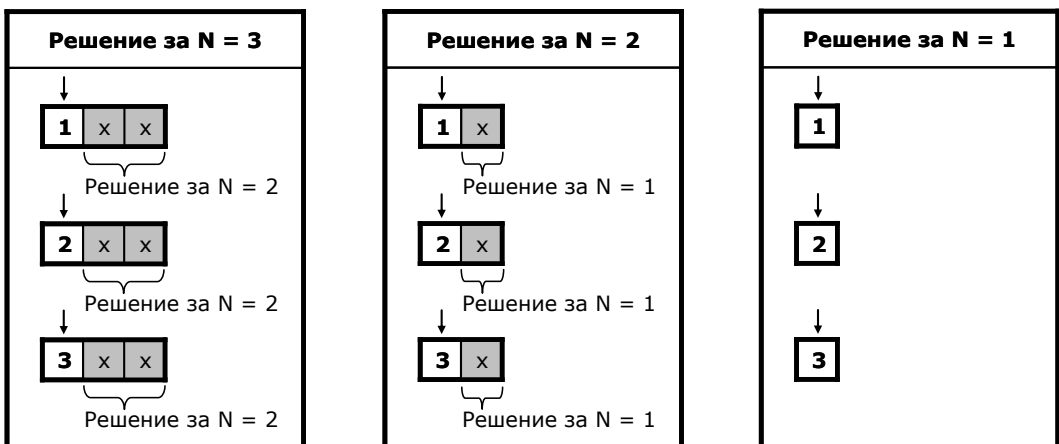 Решение за N = 3
1 x x
Решение за N = 2
2 x x
Решение за N = 2
3 x x
Решение за N = 2
Решение за N = 2
1 x
Решение за N = 1
2 x
Решение за N = 1
3 x
Решение за N = 1
Решение за N = 1
1
2
3